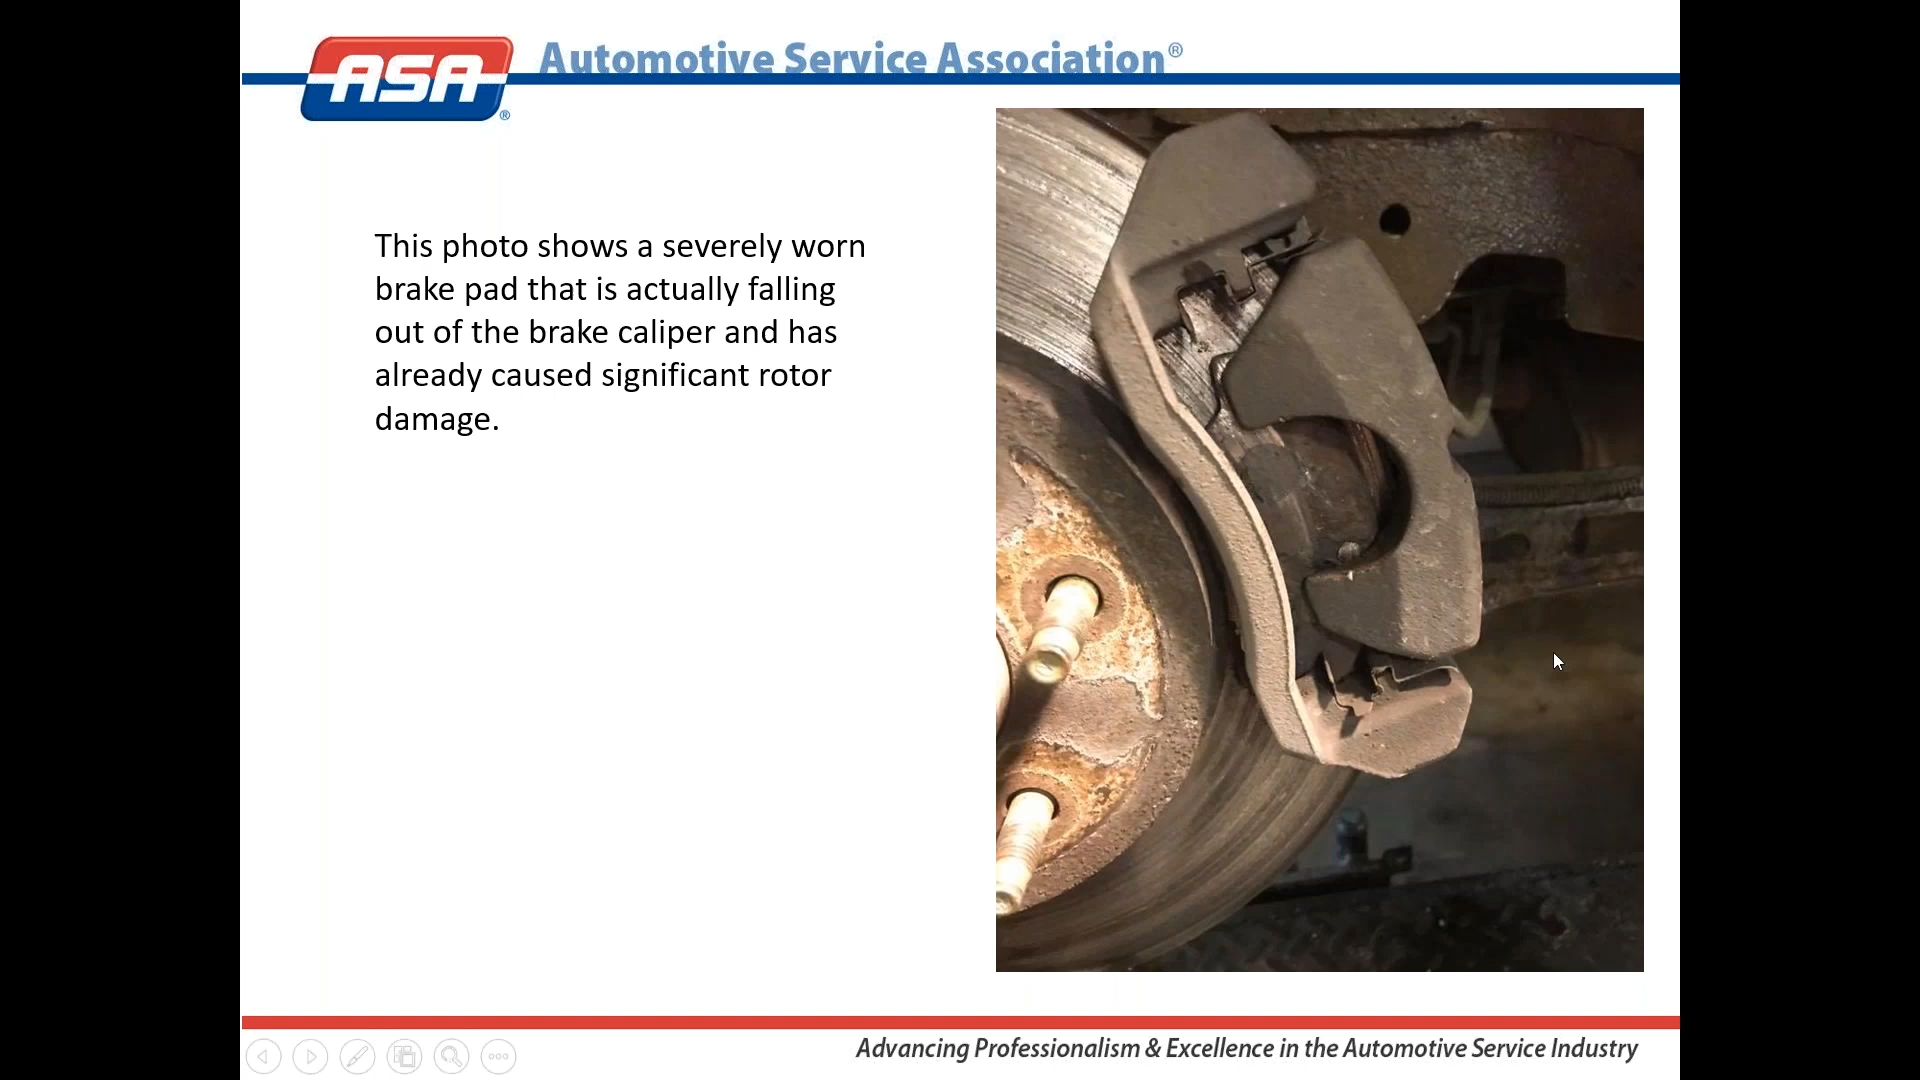 ASA®
Automotive Service Association®
This photo shows a severely worn
brake pad that is actually falling
out of the brake caliper and has
already caused significant rotor
damage.
Advancing Professionalism & Excellence in the Automotive Service Industry